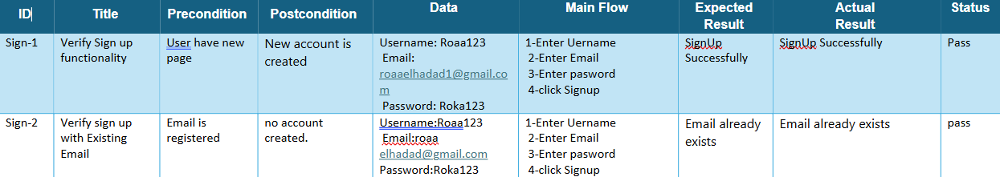 ID
Title
Precondition
Postcondition
Data
Main Flow
Expected
Result
Actual
Result
Status
Sign-1
Verify Sign up
functionality
User have new
page
New account is
created
Username: Roaa123
Email:
roaaelhadad1@gmail.co
m
Password: Roka123
1-Enter Uername
2-Enter Email
3-Enter pasword
4-click Signup
SignUp
Successfully
SignUp Successfully
Pass
Sign-2
Verify sign up
with Existing
Email
Email is
registered
no account
created.
Username:Roaa123
Email:roaa
elhadad@gmail.com
Password:Roka123
1-Enter Uername
2-Enter Email
3-Enter pasword
4-click Signup
Email already
exists
Email already exists
pass